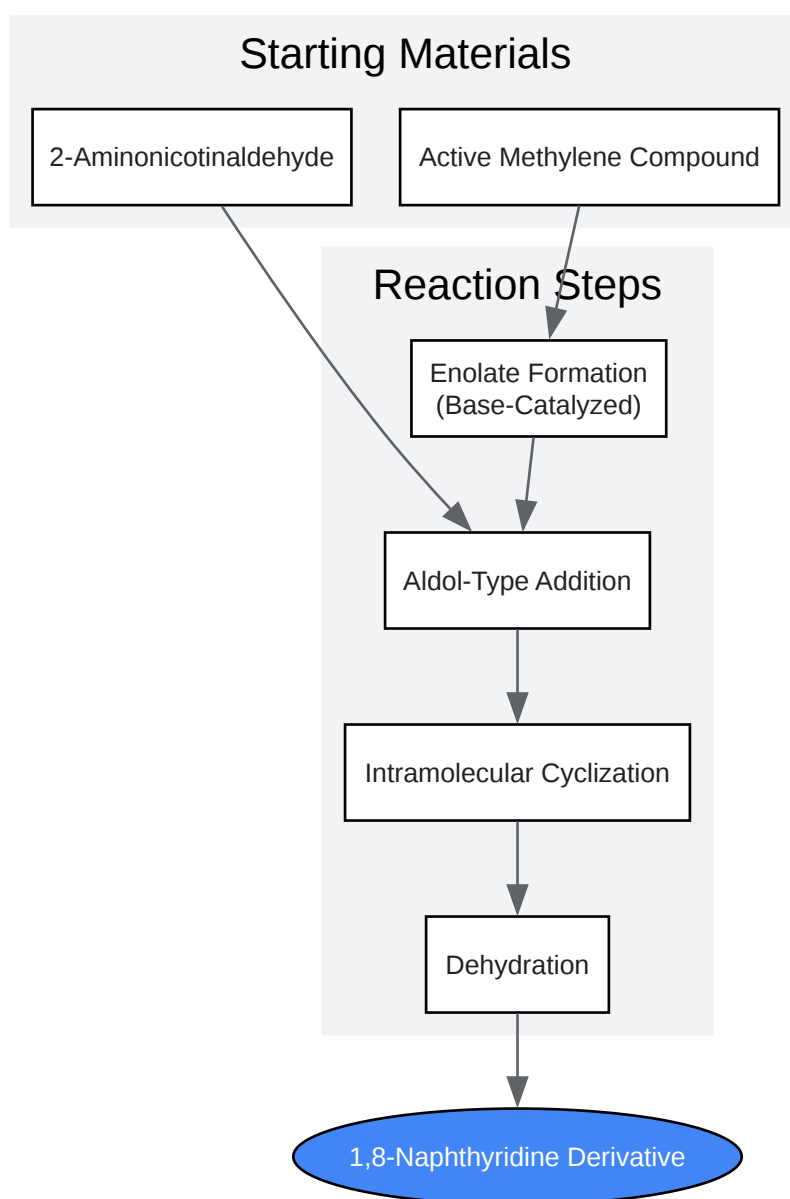 Starting Materials
2-Aminonicotinaldehyde
Active Methylene Compound
Reaction Steps
Enolate Formation
(Base-Catalyzed)
Aldol-Type Addition
Intramolecular Cyclization
Dehydration
1,8-Naphthyridine Derivative